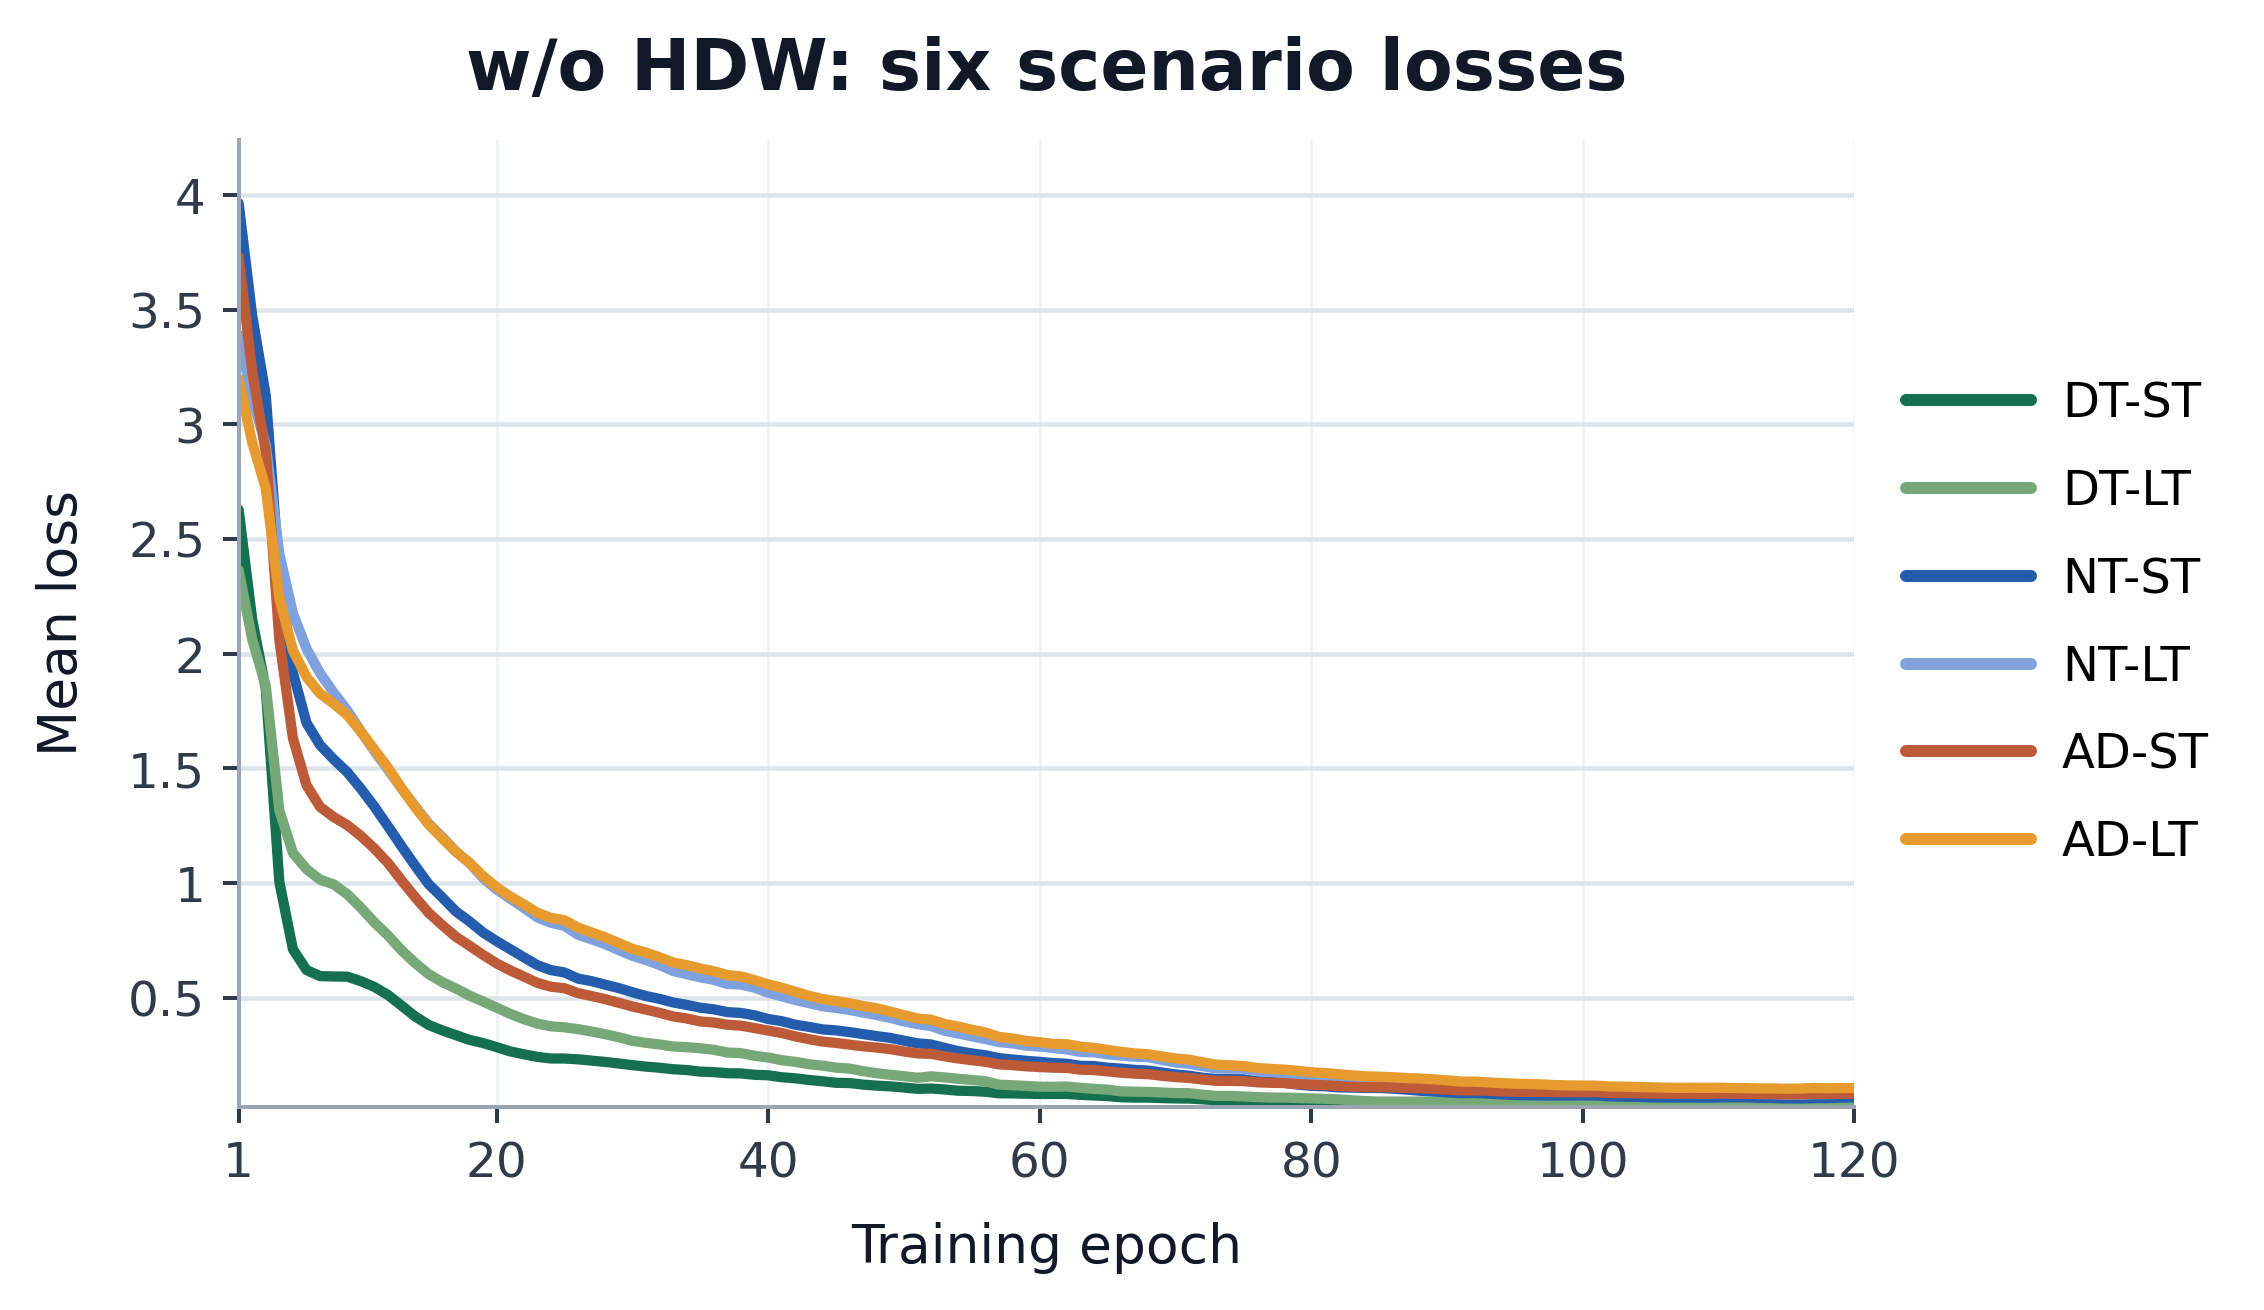 w/o HDW: six scenario losses
Mean loss
4
3.5
3
2.5
2
1.5
1
0.5
1 20 40 60 80 100 120
Training epoch
DT-ST
DT-LT
NT-ST
NT-LT
AD-ST
AD-LT